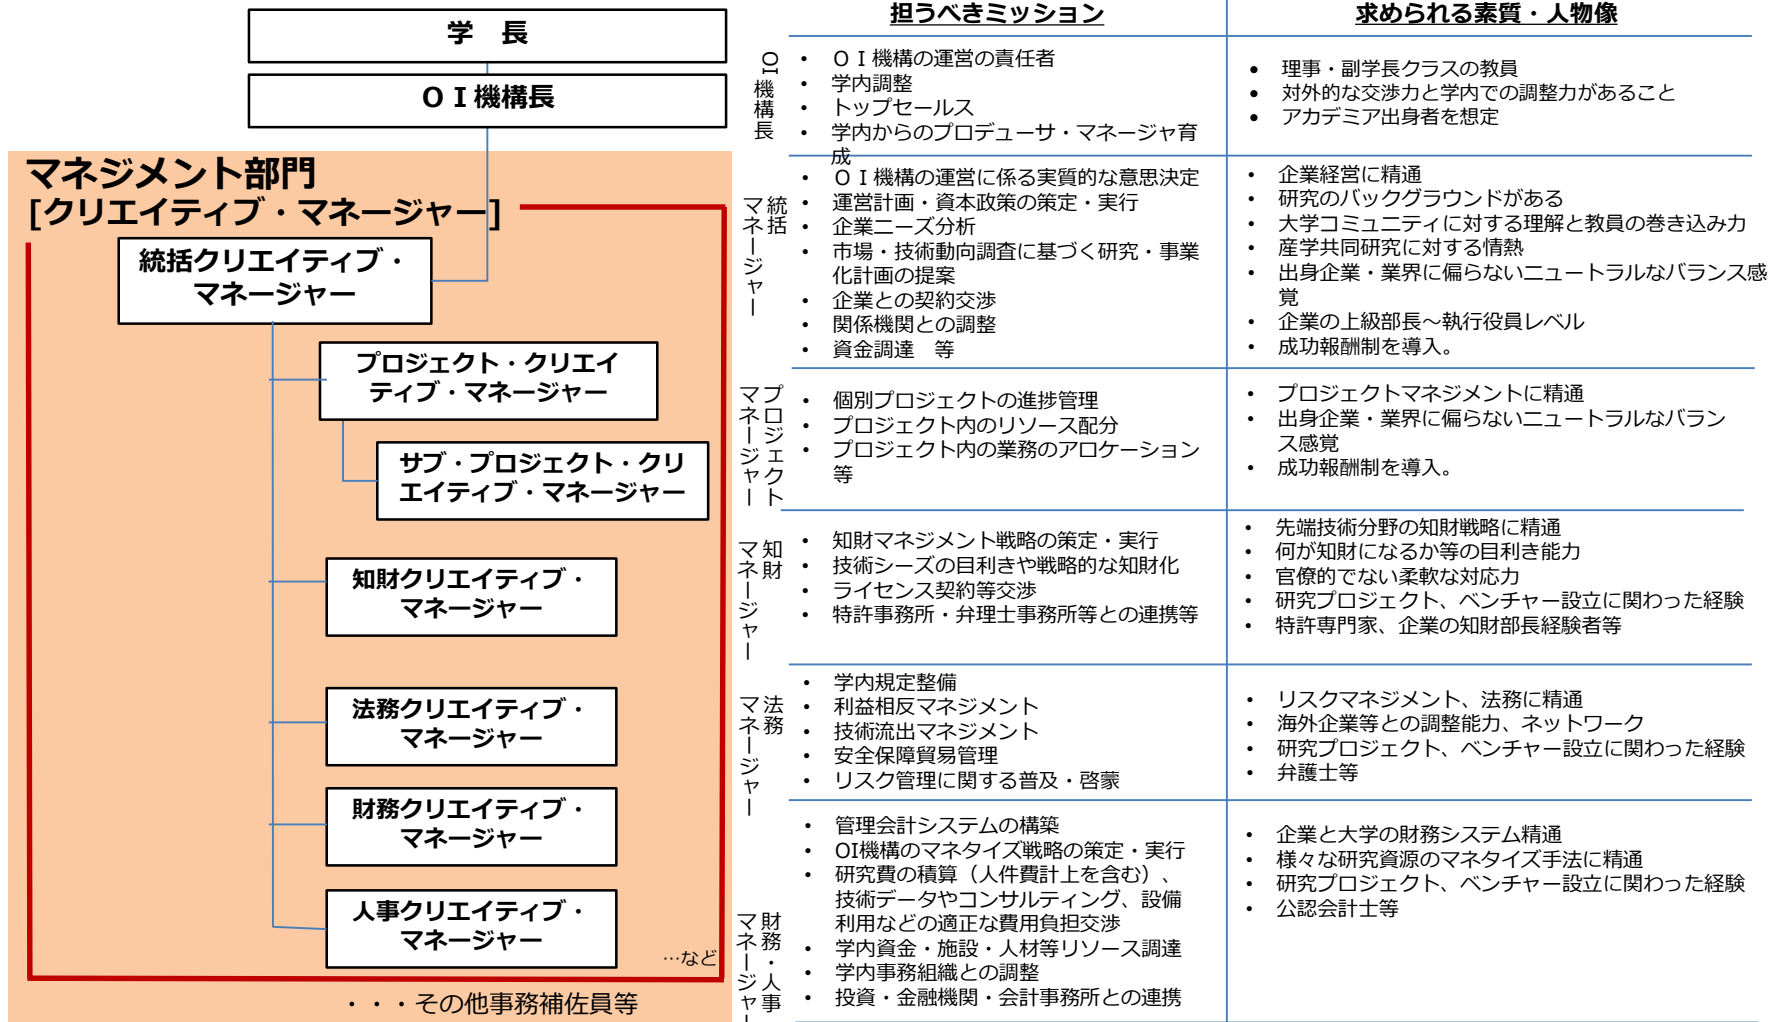 学　長
ＯＩ機構長
マネジメント部門
[クリエイティブ・マネージャー]
統括クリエイティブ・
マネージャー
プロジェクト・クリエイ
ティブ・マネージャー
サブ・プロジェクト・クリ
エイティブ・マネージャー
知財クリエイティブ・
マネージャー
法務クリエイティブ・
マネージャー
財務クリエイティブ・
マネージャー
人事クリエイティブ・
マネージャー
…など
・・・その他事務補佐員等
担うべきミッション
求められる素質・人物像
OI機構長
• ＯＩ機構の運営の責任者
• 学内調整
• トップセールス
• 学内からのプロデューサ・マネージャ育
成
• 理事・副学長クラスの教員
• 対外的な交渉力と学内での調整力があること
• アカデミア出身者を想定
統括
マネージャー
• ＯＩ機構の運営に係る実質的な意思決定
• 運営計画・資本政策の策定・実行
• 企業ニーズ分析
• 市場・技術動向調査に基づく研究・事業
化計画の提案
• 企業との契約交渉
• 関係機関との調整
• 資金調達　等
• 企業経営に精通
• 研究のバックグラウンドがある
• 大学コミュニティに対する理解と教員の巻き込み力
• 産学共同研究に対する情熱
• 出身企業・業界に偏らないニュートラルなバランス感
覚
• 企業の上級部長～執行役員レベル
• 成功報酬制を導入。
プロジェクト
マネージャー
• 個別プロジェクトの進捗管理
• プロジェクト内のリソース配分
• プロジェクト内の業務のアロケーション
等
• プロジェクトマネジメントに精通
• 出身企業・業界に偏らないニュートラルなバラン
ス感覚
• 成功報酬制を導入。
知財
マネージャー
• 知財マネジメント戦略の策定・実行
• 技術シーズの目利きや戦略的な知財化
• ライセンス契約等交渉
• 特許事務所・弁理士事務所等との連携等
• 先端技術分野の知財戦略に精通
• 何が知財になるか等の目利き能力
• 官僚的でない柔軟な対応力
• 研究プロジェクト、ベンチャー設立に関わった経験
• 特許専門家、企業の知財部長経験者等
法務
マネージャー
• 学内規定整備
• 利益相反マネジメント
• 技術流出マネジメント
• 安全保障貿易管理
• リスク管理に関する普及・啓蒙
• リスクマネジメント、法務に精通
• 海外企業等との調整能力、ネットワーク
• 研究プロジェクト、ベンチャー設立に関わった経験
• 弁護士等
財務・人事
マネージャー
• 管理会計システムの構築
• OI機構のマネタイズ戦略の策定・実行
• 研究費の積算（人件費計上を含む）、
技術データやコンサルティング、設備
利用などの適正な費用負担交渉
• 学内資金・施設・人材等リソース調達
• 学内事務組織との調整
• 投資・金融機関・会計事務所との連携
• 企業と大学の財務システム精通
• 様々な研究資源のマネタイズ手法に精通
• 研究プロジェクト、ベンチャー設立に関わった経験
• 公認会計士等